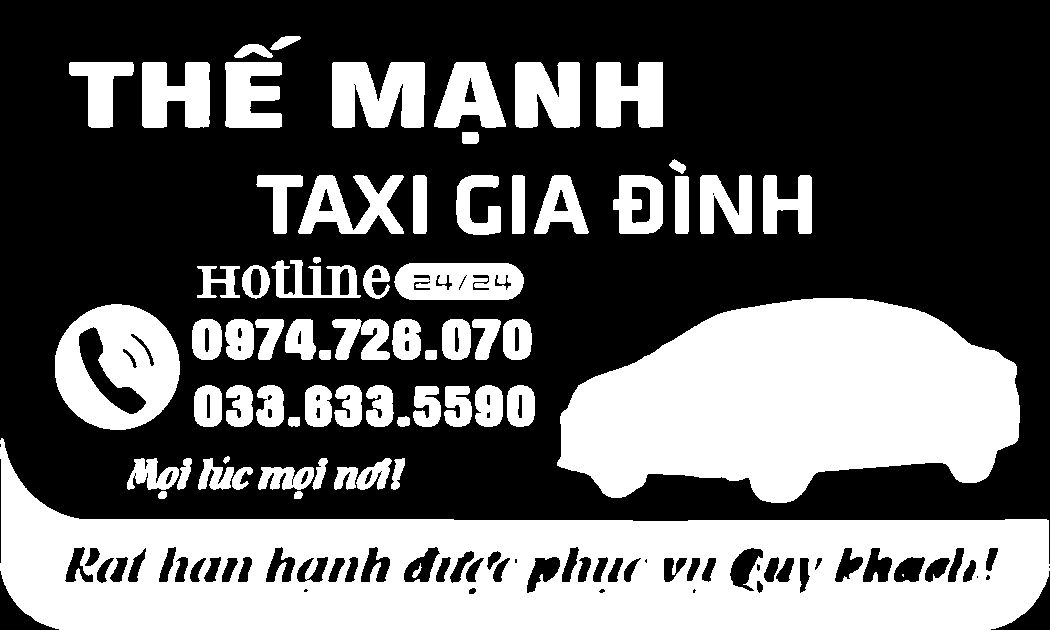 THẾ MẠNH
TAXI GIA ĐÌNH
Hotline 24/24
0974.726.070
033.633.5590
Mọi lúc mọi nơi!
Rat han hạnh được phục vụ Quy khach!